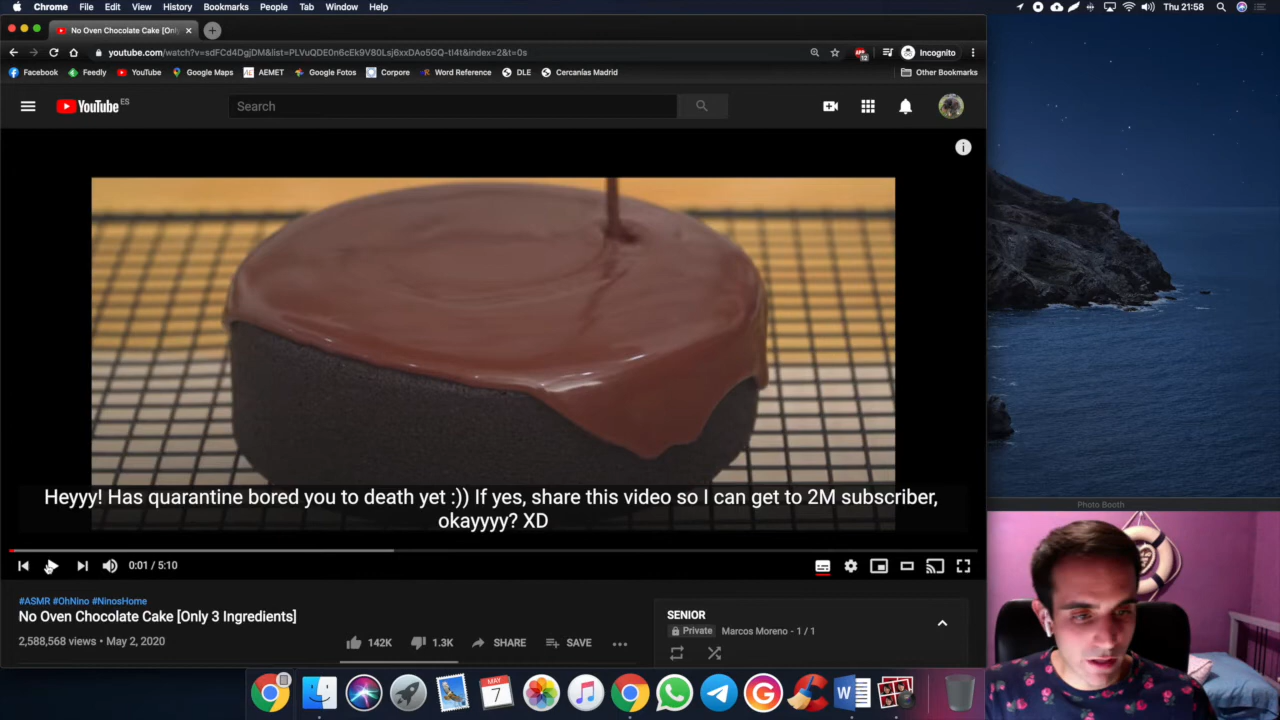 Chrome File Edit View History Bookmarks People Tab Window Help Thu 21:58
No Oven Chocolate Cake [Only
youtube.com/watch?v=sdFCd4DgjDM&list=PLVuQDE0n6cEk9V80Lsj6xxDAo5GQ-tI4t&index=2&t=0s
ABP
12
Incognito
Facebook Feedly YouTube Google Maps AEMET Google Fotos Corpore Word Reference DLE Cercanías Madrid Other Bookmarks
YouTube ES
Search
Heyyy! Has quarantine bored you to death yet :)) If yes, share this video so I can get to 2M subscriber,
okayyyy? XD
0:01 / 5:10
#ASMR #OhNino #NinosHome
No Oven Chocolate Cake [Only 3 Ingredients]
2,588,568 views • May 2, 2020
142K 1.3K SHARE SAVE
SENIOR
Private Marcos Moreno - 1 / 1
Photo Booth
MAY
7